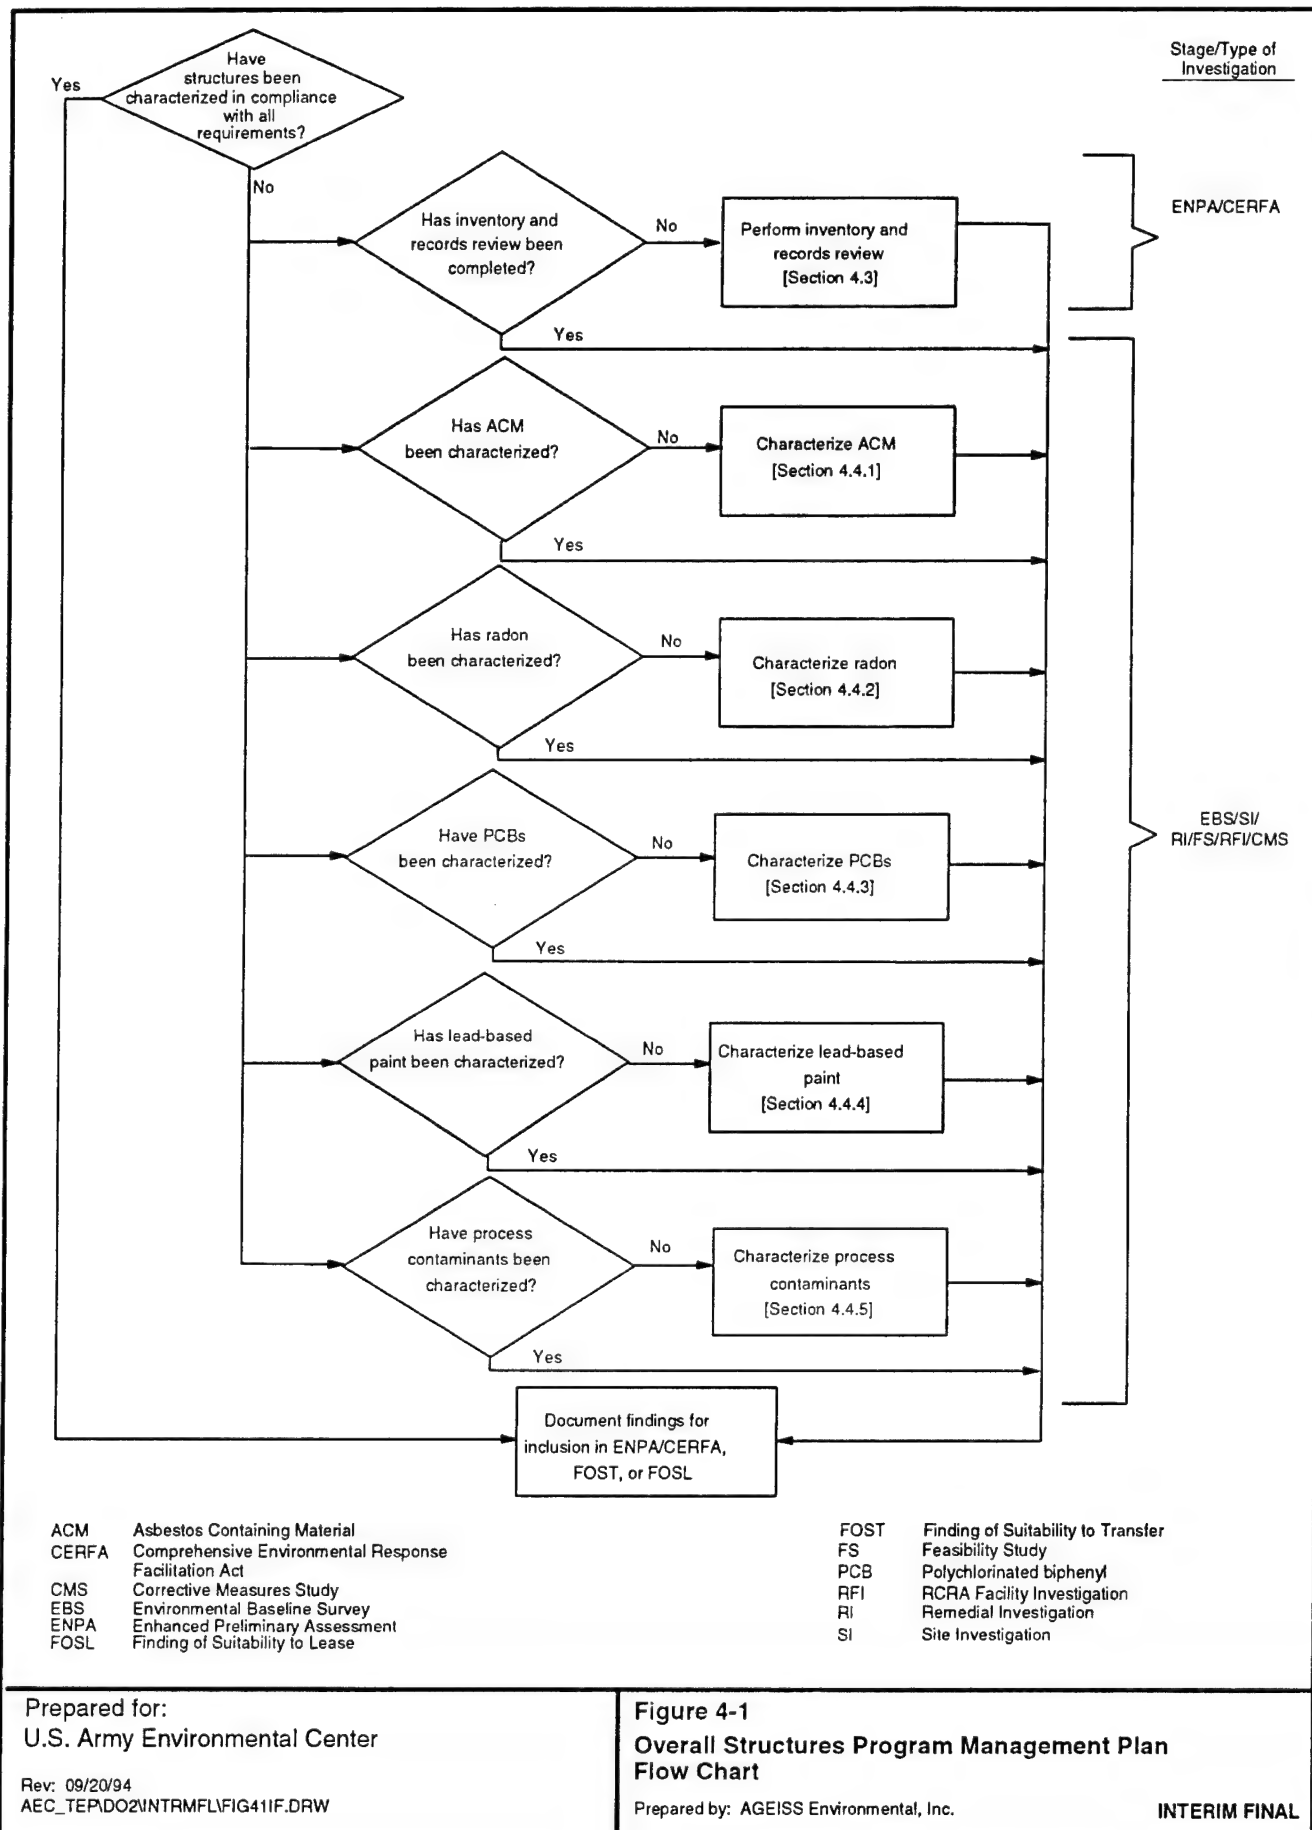 Have
structures been
characterized in compliance
with all
requirements?
Yes
No
Stage/Type of
Investigation
Has inventory and
records review been
completed?
No
Perform inventory and
records review
[Section 4.3]
Yes
ENPA/CERFA
Has ACM
been characterized?
No
Characterize ACM
[Section 4.4.1]
Yes
Has radon
been characterized?
No
Characterize radon
[Section 4.4.2]
Yes
Have PCBs
been characterized?
No
Characterize PCBs
[Section 4.4.3]
Yes
EBS/SI/
RI/FS/RFI/CMS
Has lead-based
paint been characterized?
No
Characterize lead-based
paint
[Section 4.4.4]
Yes
Have process
contaminants been
characterized?
No
Characterize process
contaminants
[Section 4.4.5]
Yes
Document findings for
inclusion in ENPA/CERFA,
FOST, or FOSL
ACM Asbestos Containing Material
CERFA Comprehensive Environmental Response
Facilitation Act
CMS Corrective Measures Study
EBS Environmental Baseline Survey
ENPA Enhanced Preliminary Assessment
FOSL Finding of Suitability to Lease
FOST Finding of Suitability to Transfer
FS Feasibility Study
PCB Polychlorinated biphenyl
RFI RCRA Facility Investigation
RI Remedial Investigation
SI Site Investigation
Prepared for:
U.S. Army Environmental Center
Rev: 09/20/94
AEC_TEP\DO2\INTRMFL\FIG41IF.DRW
Figure 4-1
Overall Structures Program Management Plan
Flow Chart
Prepared by: AGEISS Environmental, Inc.
INTERIM FINAL